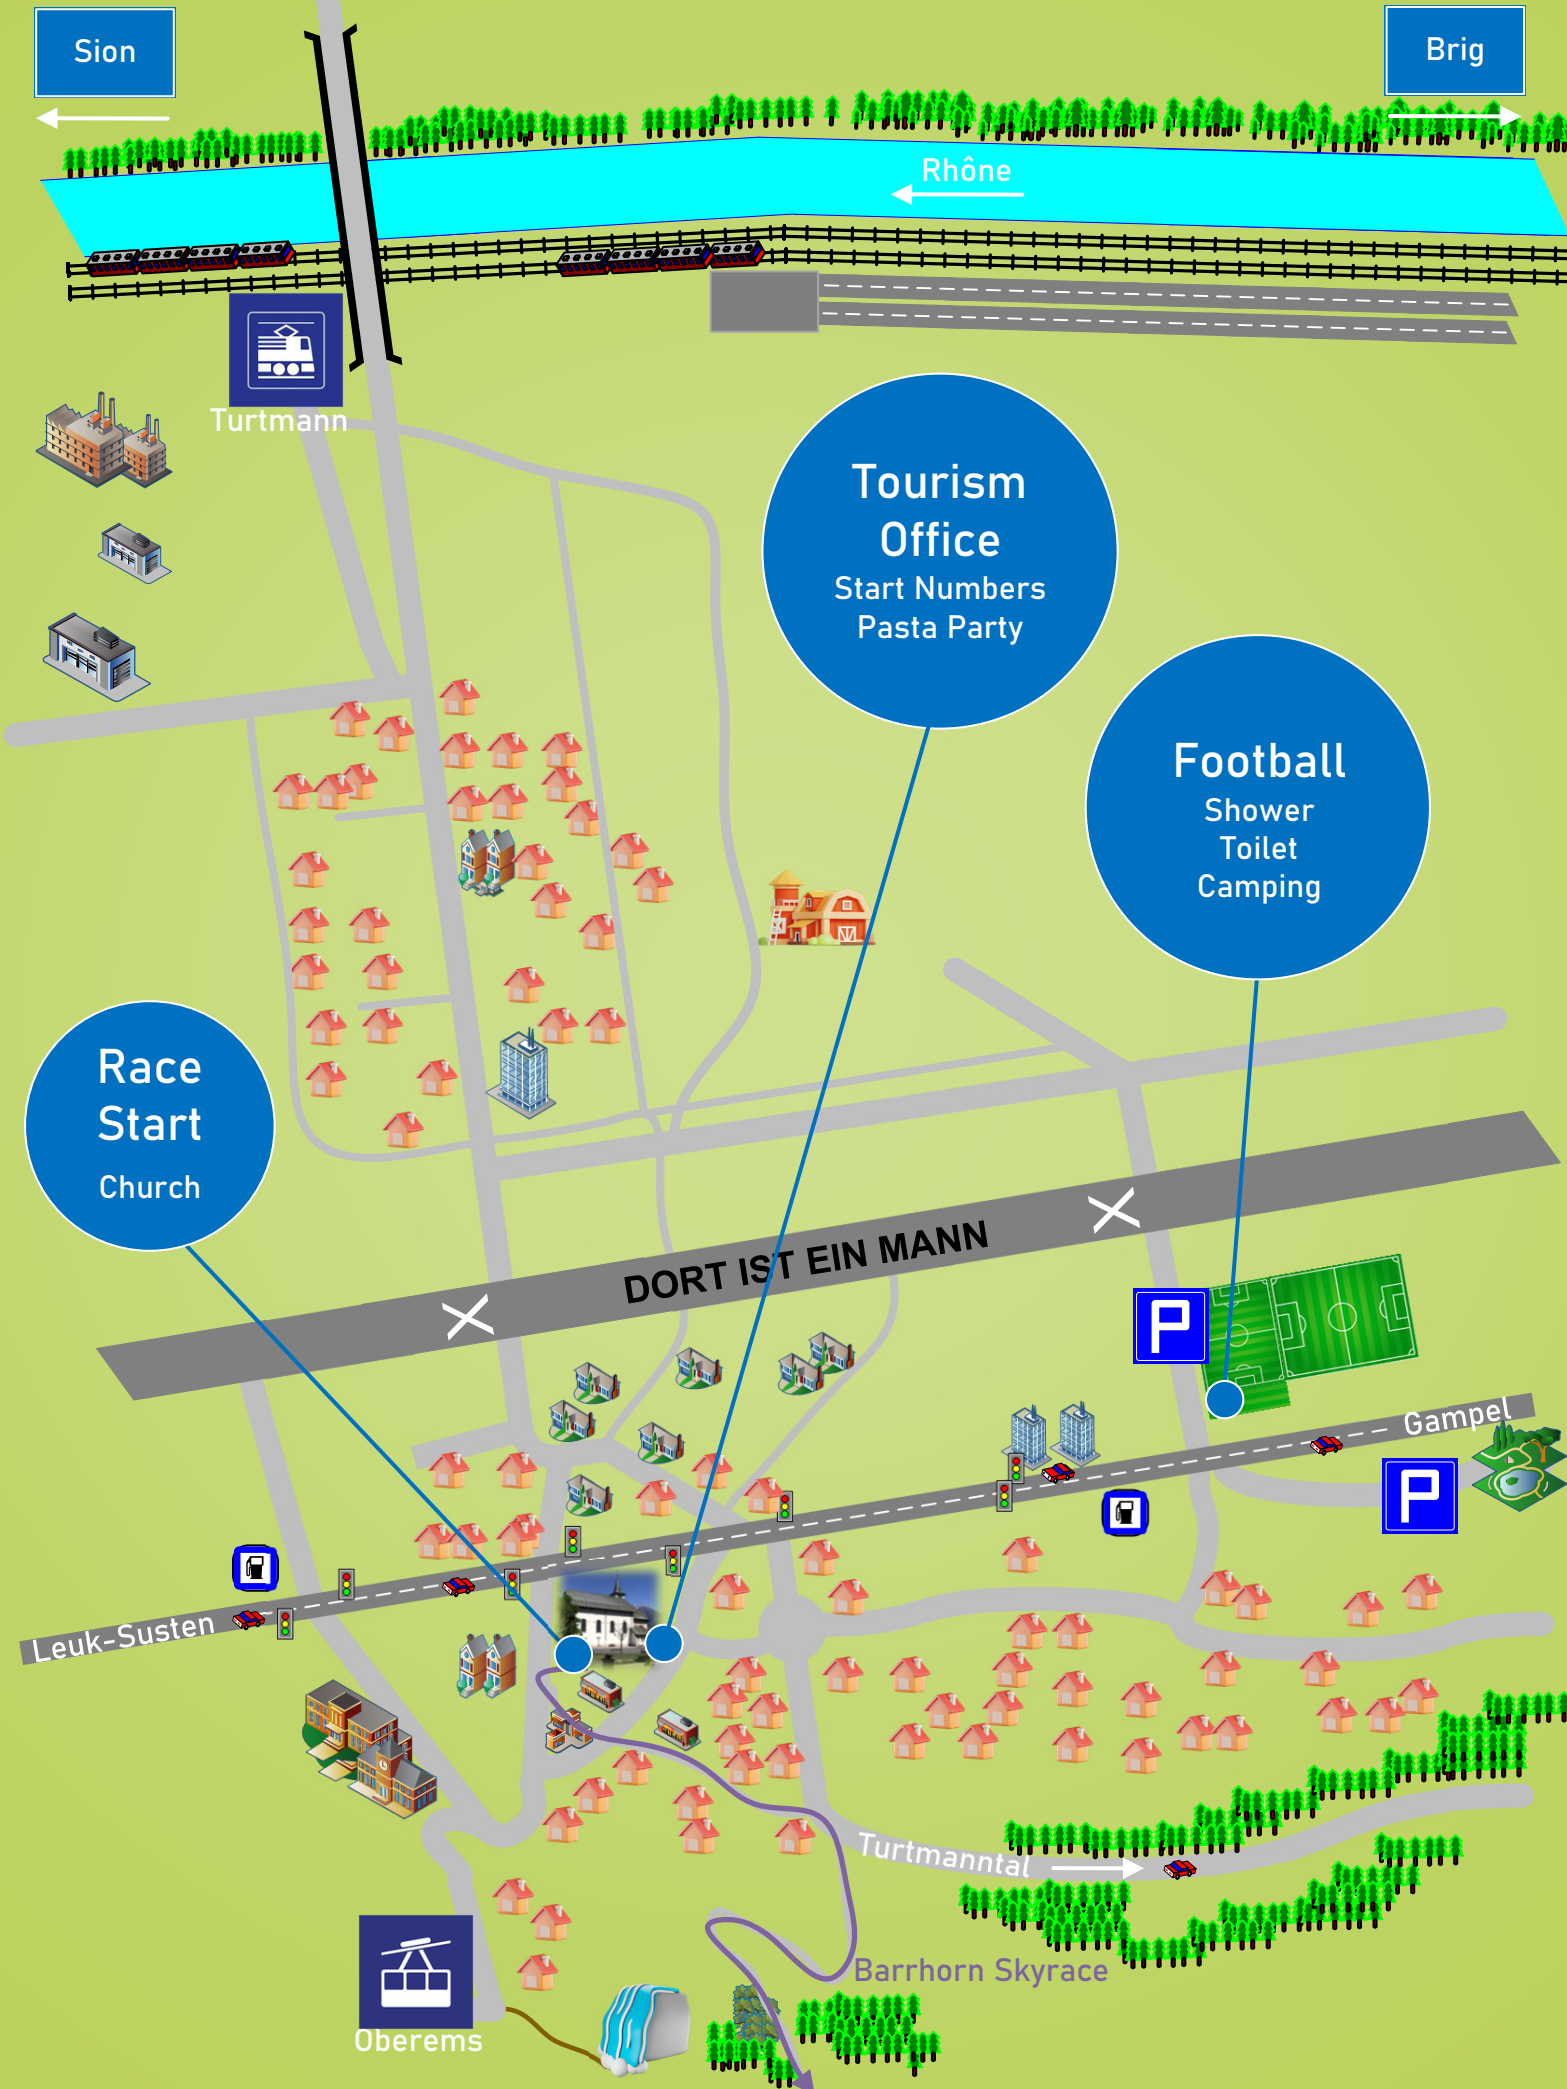 Sion
Brig
Rhône
Turtmann
Tourism
Office
Start Numbers
Pasta Party
Football
Shower
Toilet
Camping
Race
Start
Church
DORT IST EIN MANN
P
Gampel
P
Leuk-Susten
Turtmanntal
Barrhorn Skyrace
Oberems